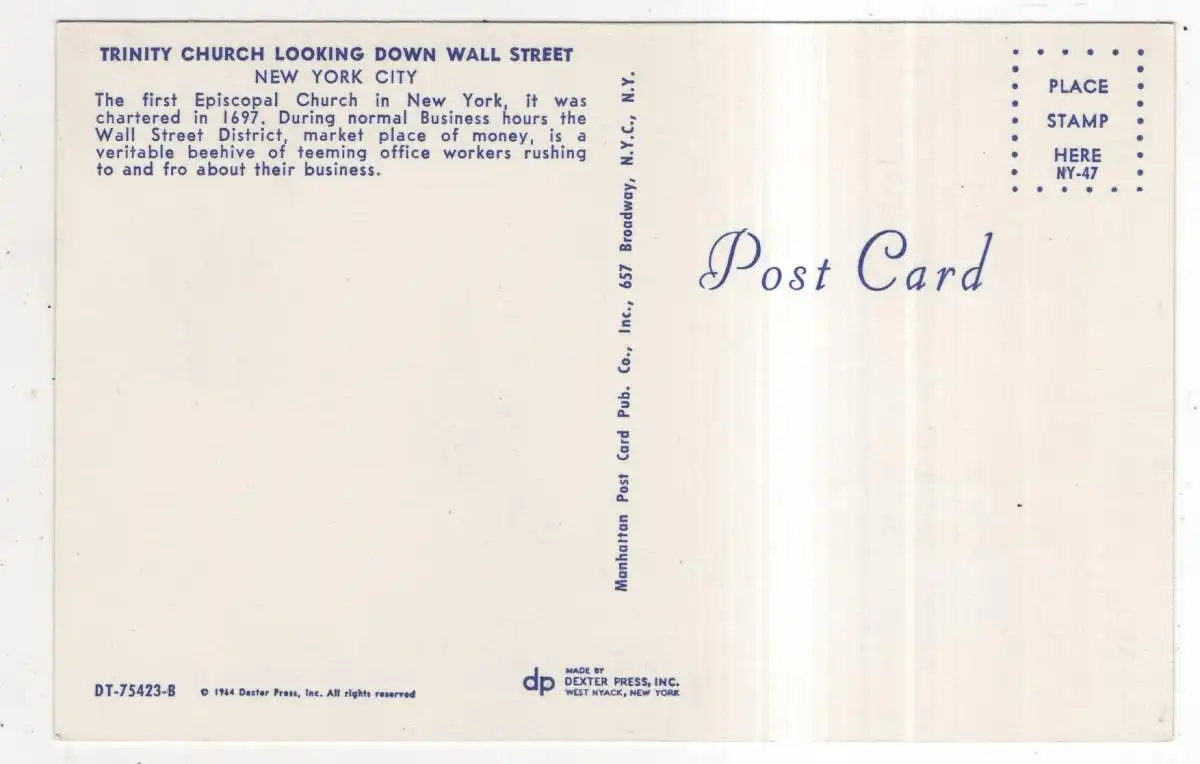 TRINITY CHURCH LOOKING DOWN WALL STREET
NEW YORK CITY
The first Episcopal Church in New York, it was
chartered in 1697. During normal Business hours the
Wall Street District, market place of money, is a
veritable beehive of teeming office workers rushing
to and fro about their business.
Manhattan Post Card Pub. Co., Inc., 657 Broadway, N.Y.C., N.Y.
PLACE
STAMP
HERE
NY-47
Post Card
DT-75423-B
© 1964 Dexter Press, Inc. All rights reserved
dp
MADE BY
DEXTER PRESS, INC.
WEST NYACK, NEW YORK